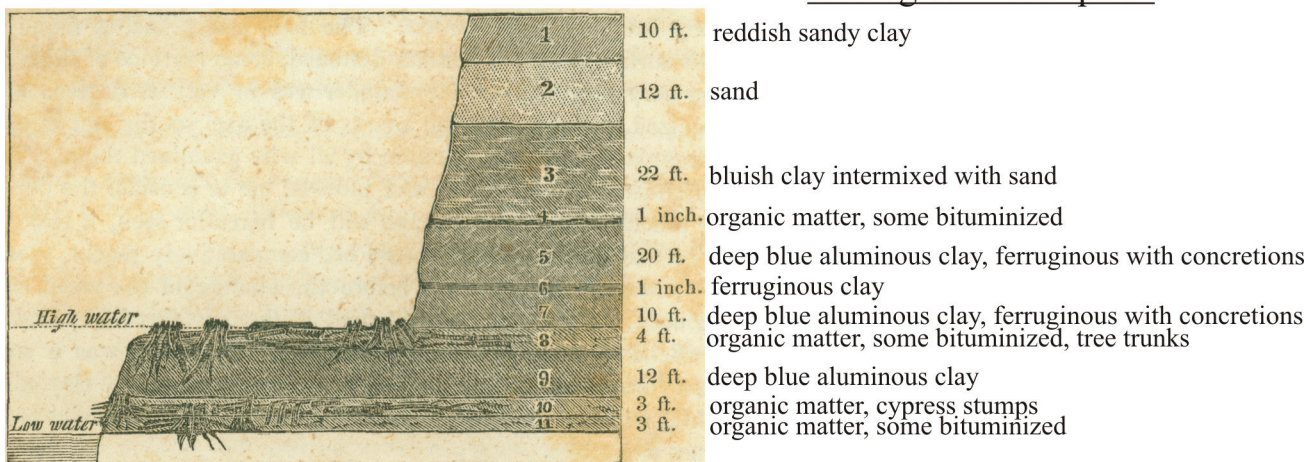 1 10 ft. reddish sandy clay
2 12 ft. sand
3 22 ft. bluish clay intermixed with sand
4 1 inch. organic matter, some bituminized
5 20 ft. deep blue aluminous clay, ferruginous with concretions
6 1 inch. ferruginous clay
High water 7 10 ft. deep blue aluminous clay, ferruginous with concretions
8 4 ft. organic matter, some bituminized, tree trunks
9 12 ft. deep blue aluminous clay
10 3 ft. organic matter, cypress stumps
Low water 11 3 ft. organic matter, some bituminized